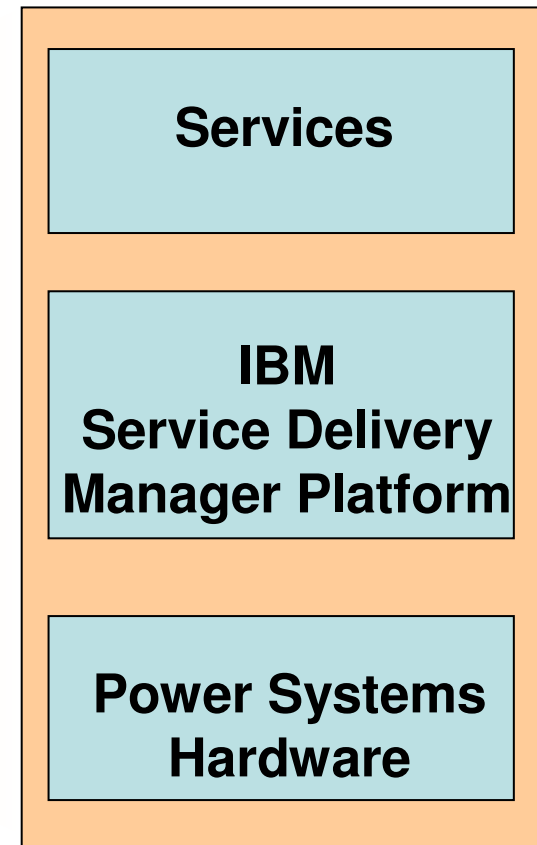 Services
IBM
Service Delivery
Manager Platform
Power Systems
Hardware